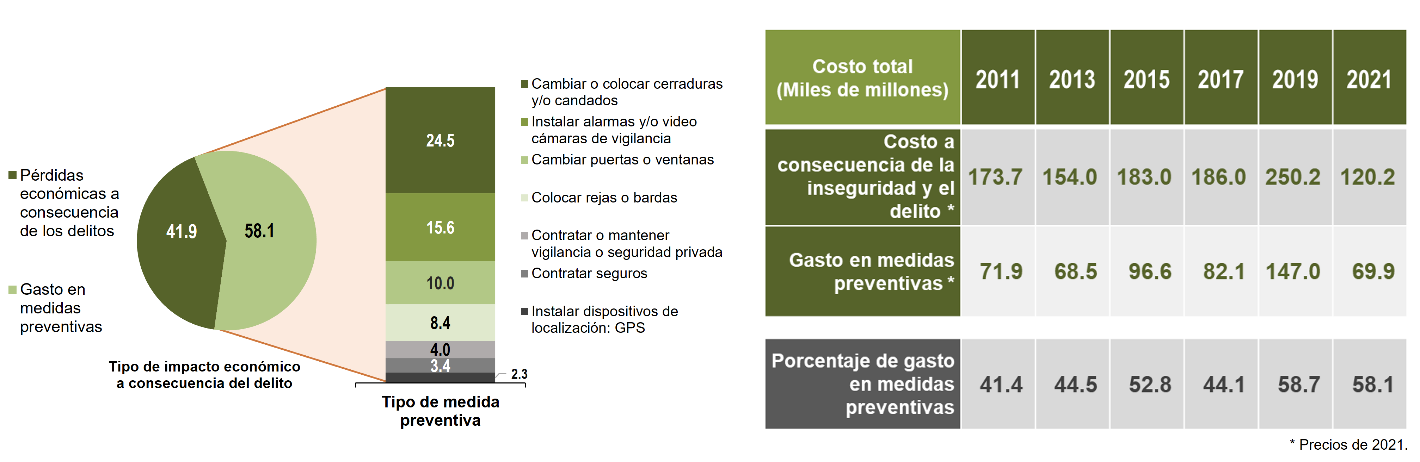 Pérdidas
económicas a
consecuencia
de los delitos
Gasto en
medidas
preventivas
41.9
58.1
Tipo de impacto económico
a consecuencia del delito
24.5
15.6
10.0
8.4
4.0
3.4
2.3
Tipo de medida
preventiva
Cambiar o colocar cerraduras
y/o candados
Instalar alarmas y/o video
cámaras de vigilancia
Cambiar puertas o ventanas
Colocar rejas o bardas
Contratar o mantener
vigilancia o seguridad privada
Contratar seguros
Instalar dispositivos de
localización: GPS
Costo total
(Miles de millones)
2011 2013 2015 2017 2019 2021
Costo a
consecuencia de la
inseguridad y el
delito *
173.7 154.0 183.0 186.0 250.2 120.2
Gasto en medidas
preventivas *
71.9 68.5 96.6 82.1 147.0 69.9
Porcentaje de gasto
en medidas
preventivas
41.4 44.5 52.8 44.1 58.7 58.1
* Precios de 2021.